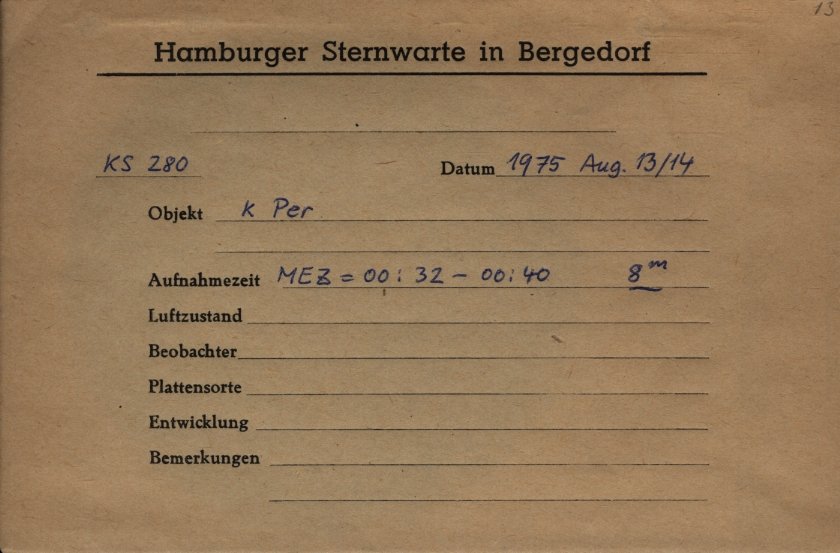 13
Hamburger Sternwarte in Bergedorf
KS 280 Datum 1975 Aug. 13/14
Objekt K Per
Aufnahmezeit MEZ = 00:32 - 00:40 8ᵐ
Luftzustand
Beobachter
Plattensorte
Entwicklung
Bemerkungen